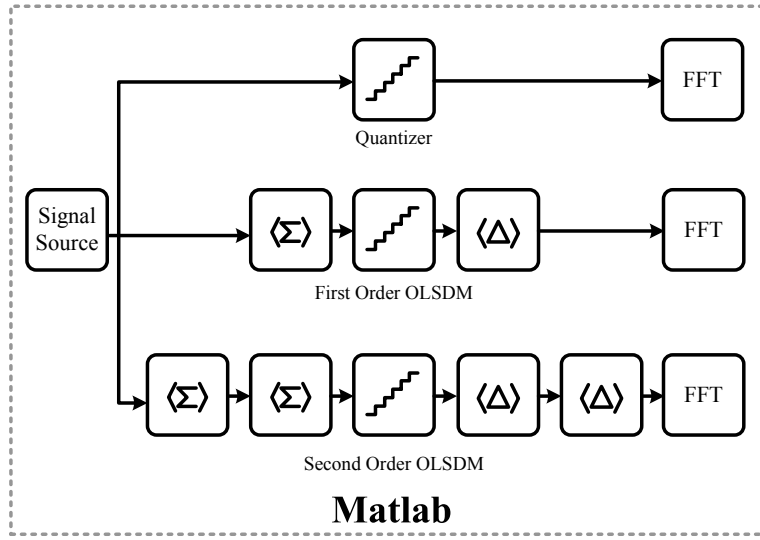 FFT
Quantizer
Signal
Source
⟨Σ⟩
⟨Δ⟩
FFT
First Order OLSDM
⟨Σ⟩
⟨Σ⟩
⟨Δ⟩
⟨Δ⟩
FFT
Second Order OLSDM
Matlab